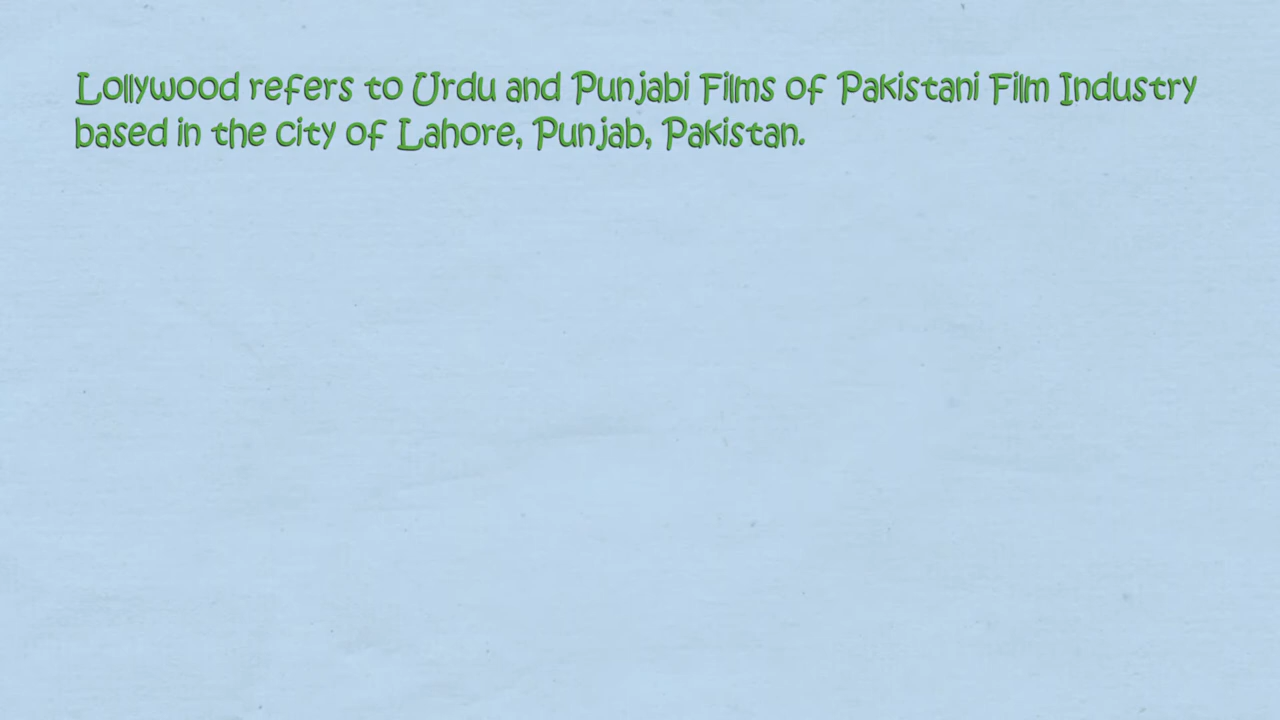 Lollywood refers to Urdu and Punjabi Films of Pakistani Film Industry
based in the city of Lahore, Punjab, Pakistan.